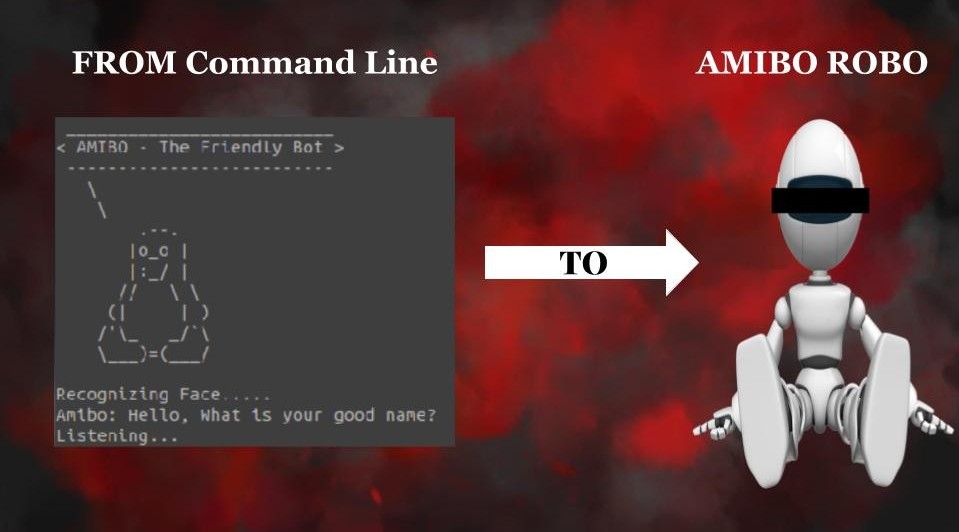 FROM Command Line
AMIBO ROBO
< AMIBO - The Friendly Bot >
TO
Recognizing Face.....
Amibo: Hello, What is your good name?
Listening...